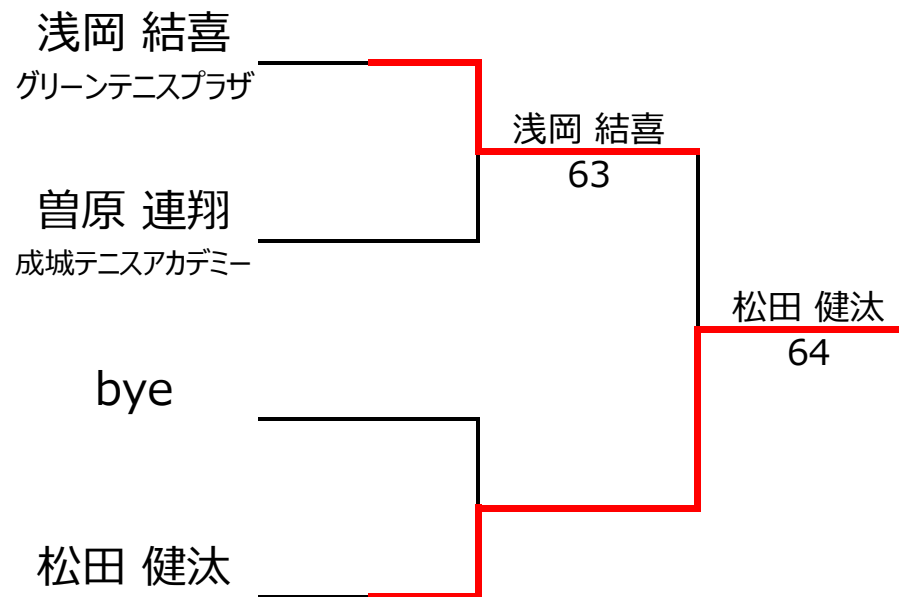 浅岡 結喜
グリーンテニスプラザ
浅岡 結喜
63
曽原 連翔
成城テニスアカデミー
松田 健汰
64
bye
松田 健汰